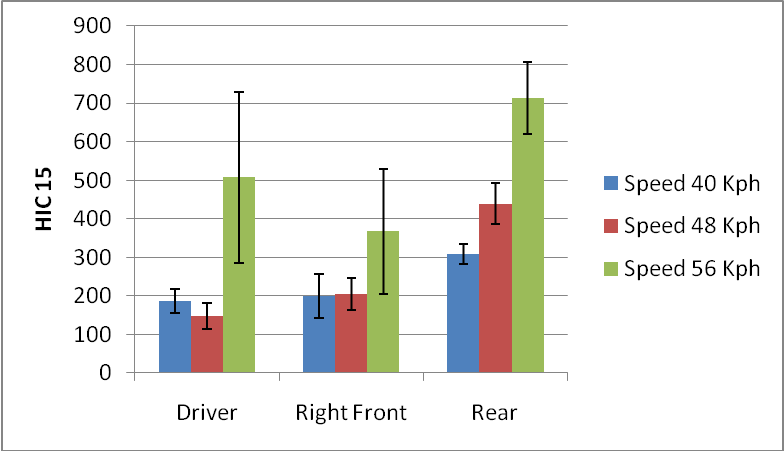 900
800
700
600
500
400
300
200
100
0
HIC 15
Driver
Right Front
Rear
Speed 40 Kph
Speed 48 Kph
Speed 56 Kph